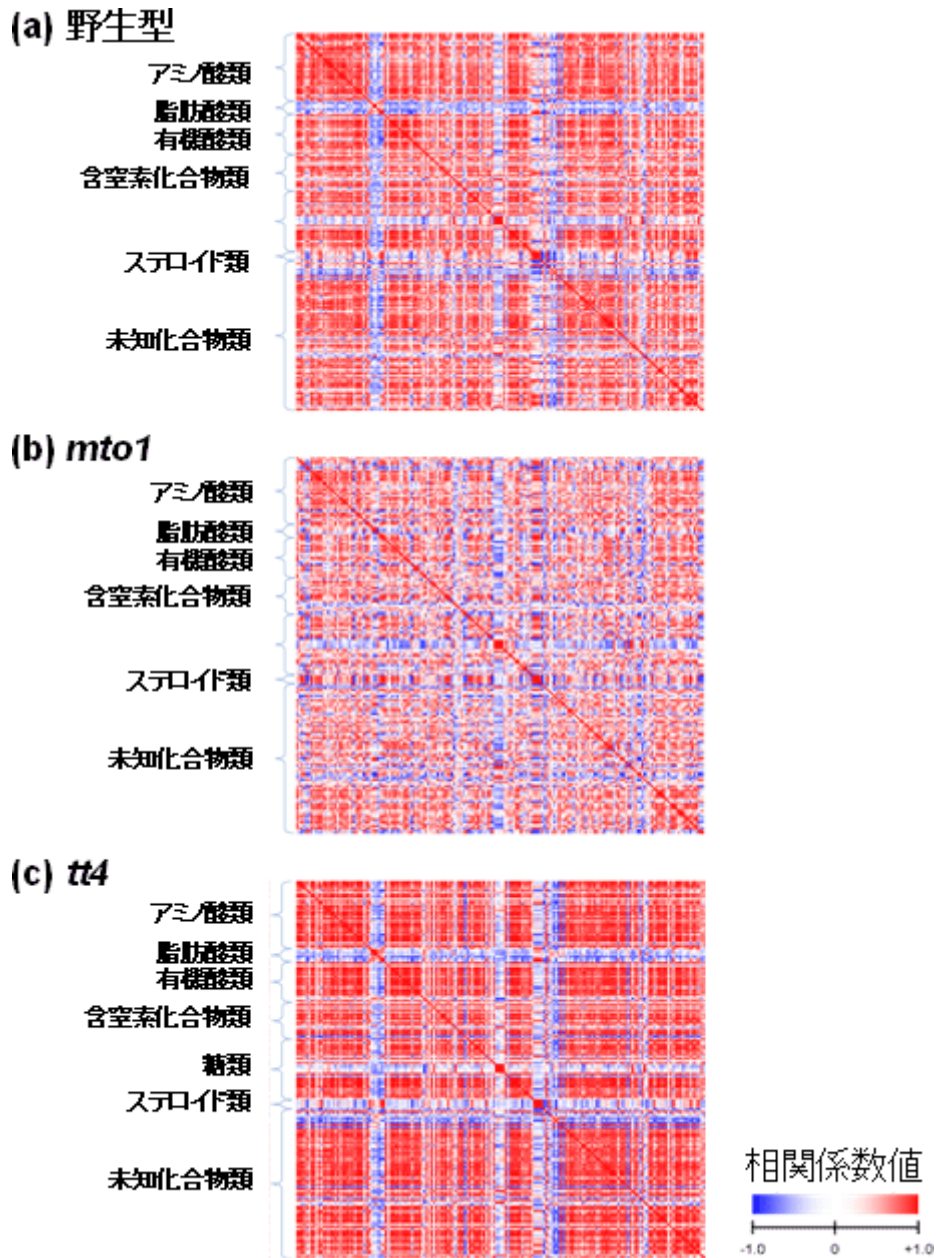 (a) 野生型
アミノ酸類
脂肪酸類
有機酸類
含窒素化合物類
ステロイド類
未知化合物類
(b) mto1
アミノ酸類
脂肪酸類
有機酸類
含窒素化合物類
ステロイド類
未知化合物類
(c) tt4
アミノ酸類
脂肪酸類
有機酸類
含窒素化合物類
糖類
ステロイド類
未知化合物類
相関係数値
-1.0 0 +1.0